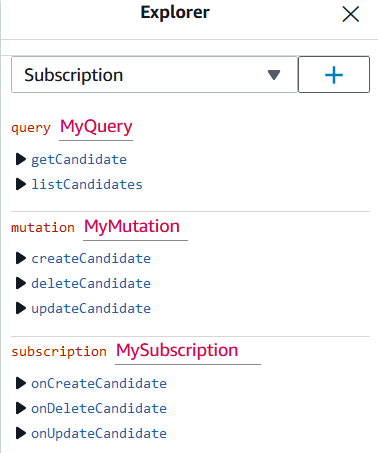 Explorer
Subscription
query MyQuery
getCandidate
listCandidates
mutation MyMutation
createCandidate
deleteCandidate
updateCandidate
subscription MySubscription
onCreateCandidate
onDeleteCandidate
onUpdateCandidate